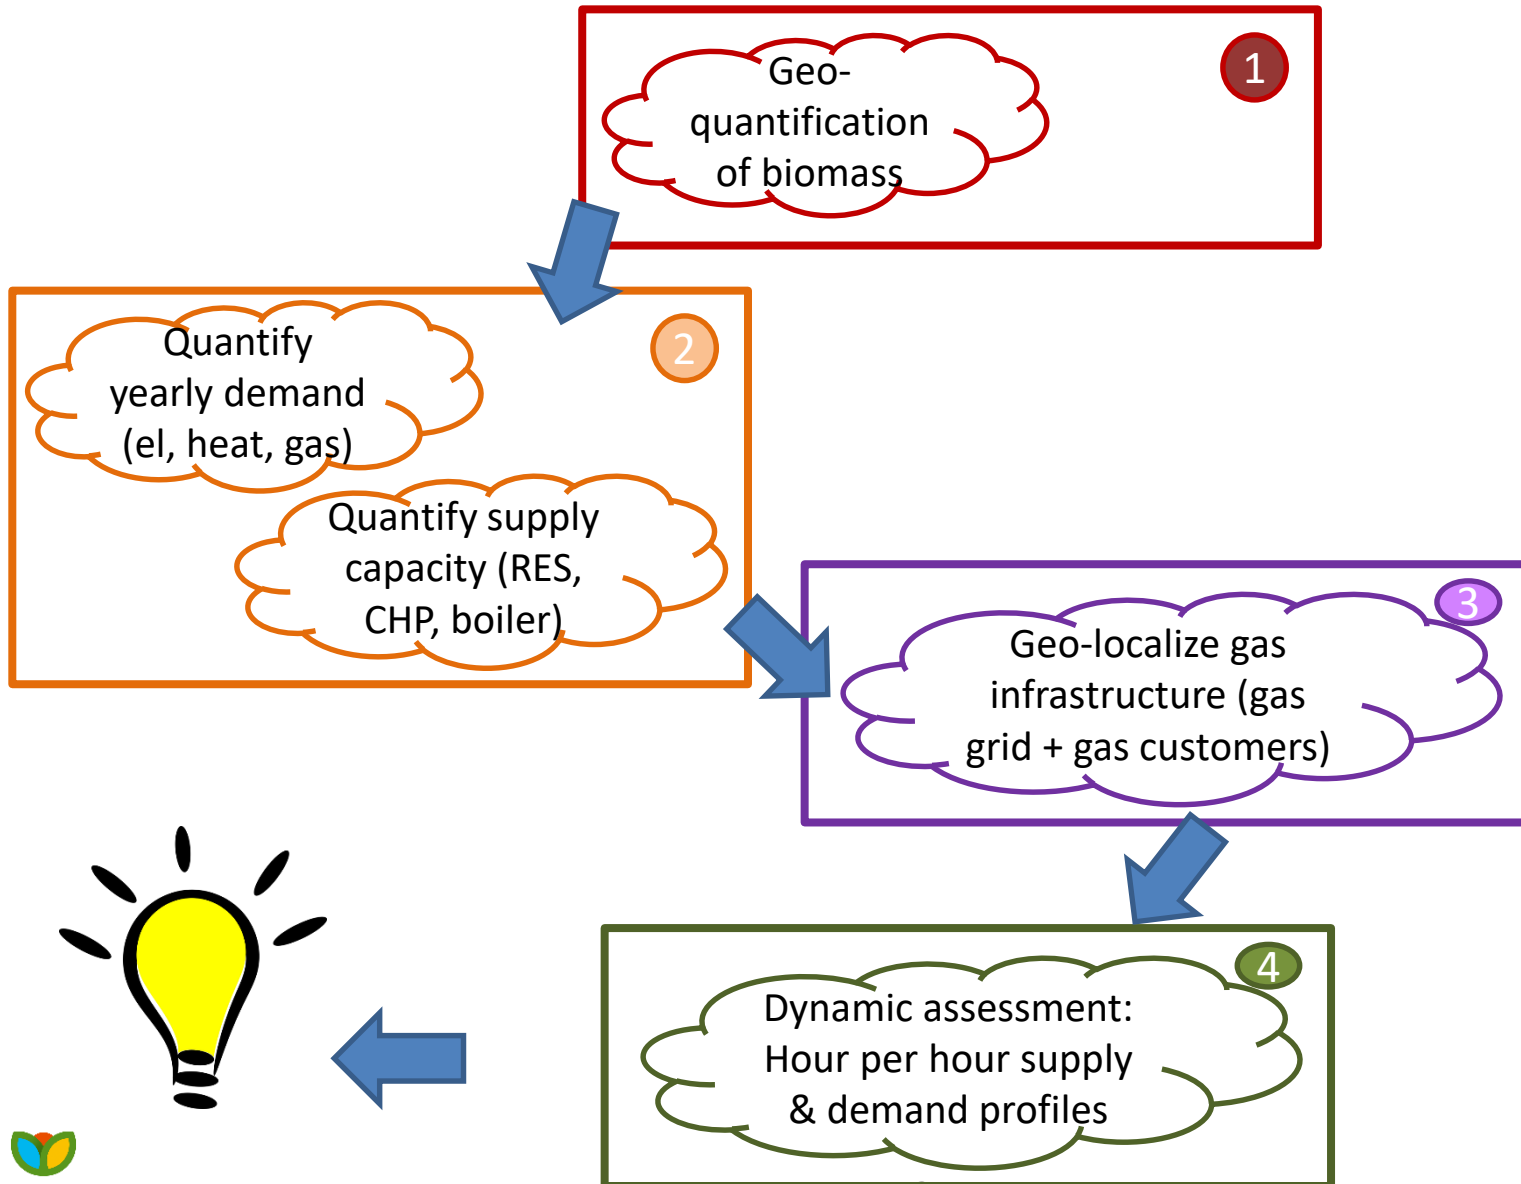 1
Geo-
quantification
of biomass
2
Quantify
yearly demand
(el, heat, gas)
Quantify supply
capacity (RES,
CHP, boiler)
3
Geo-localize gas
infrastructure (gas
grid + gas customers)
4
Dynamic assessment:
Hour per hour supply
& demand profiles